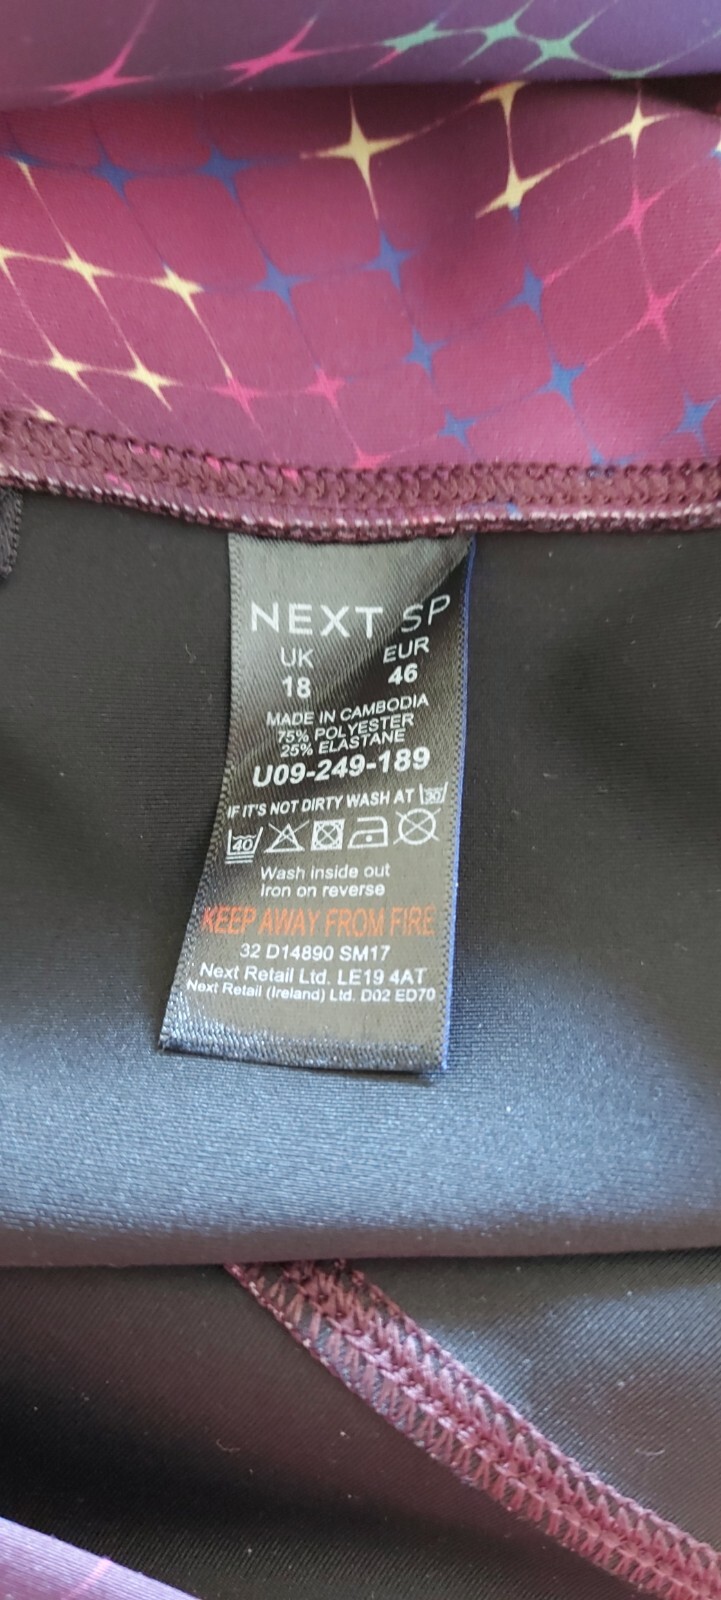 NEXT SP
UK EUR
18 46
MADE IN CAMBODIA
75% POLYESTER
25% ELASTANE
U09-249-189
IF IT'S NOT DIRTY WASH AT 30
40
Wash inside out
Iron on reverse
KEEP AWAY FROM FIRE
32 D14890 SM17
Next Retail Ltd. LE19 4AT
Next Retail (Ireland) Ltd. D02 ED70